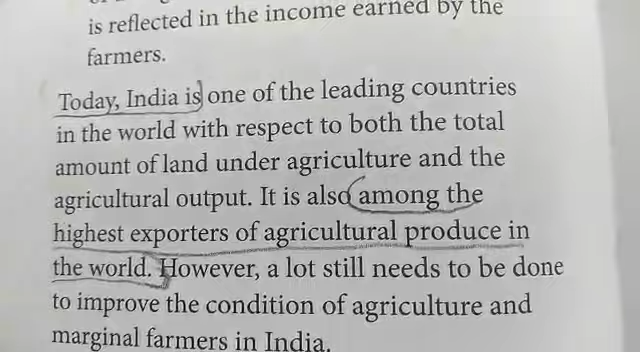 is reflected in the income earned by the
farmers.
Today, India is one of the leading countries
in the world with respect to both the total
amount of land under agriculture and the
agricultural output. It is also among the
highest exporters of agricultural produce in
the world. However, a lot still needs to be done
to improve the condition of agriculture and
marginal farmers in India.